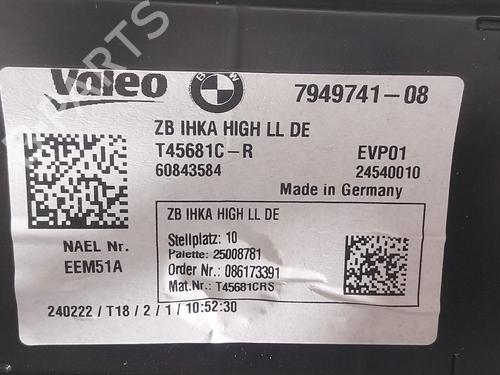 PARTS
Valeo BMW 7949741-08
ZB IHKA HIGH LL DE
T45681C-R EVP01
60843584 24540010
Made in Germany
NAEL Nr.
EEM51A
ZB IHKA HIGH LL DE
Stellplatz: 10
Palette: 25008781
Order Nr.: 086173391
Mat.Nr.: T45681CRS
240222 / T18 / 2 / 1 / 10:52:30